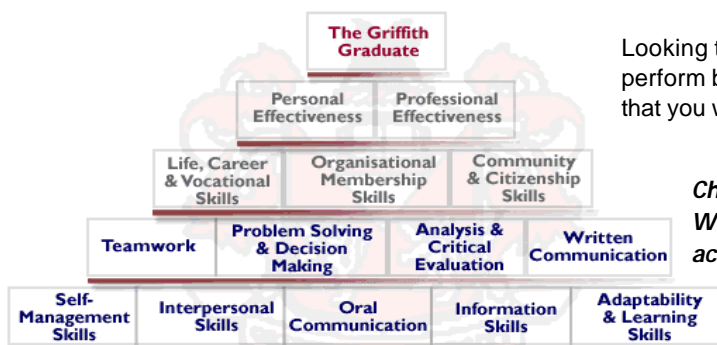 The Griffith
Graduate
Personal
Effectiveness
Professional
Effectiveness
Life, Career
& Vocational
Skills
Organisational
Membership
Skills
Community
& Citizenship
Skills
Teamwork
Problem Solving
& Decision
Making
Analysis &
Critical
Evaluation
Written
Communication
Self-
Management
Skills
Interpersonal
Skills
Oral
Communication
Information
Skills
Adaptability
& Learning
Skills
Looking
perform
that you